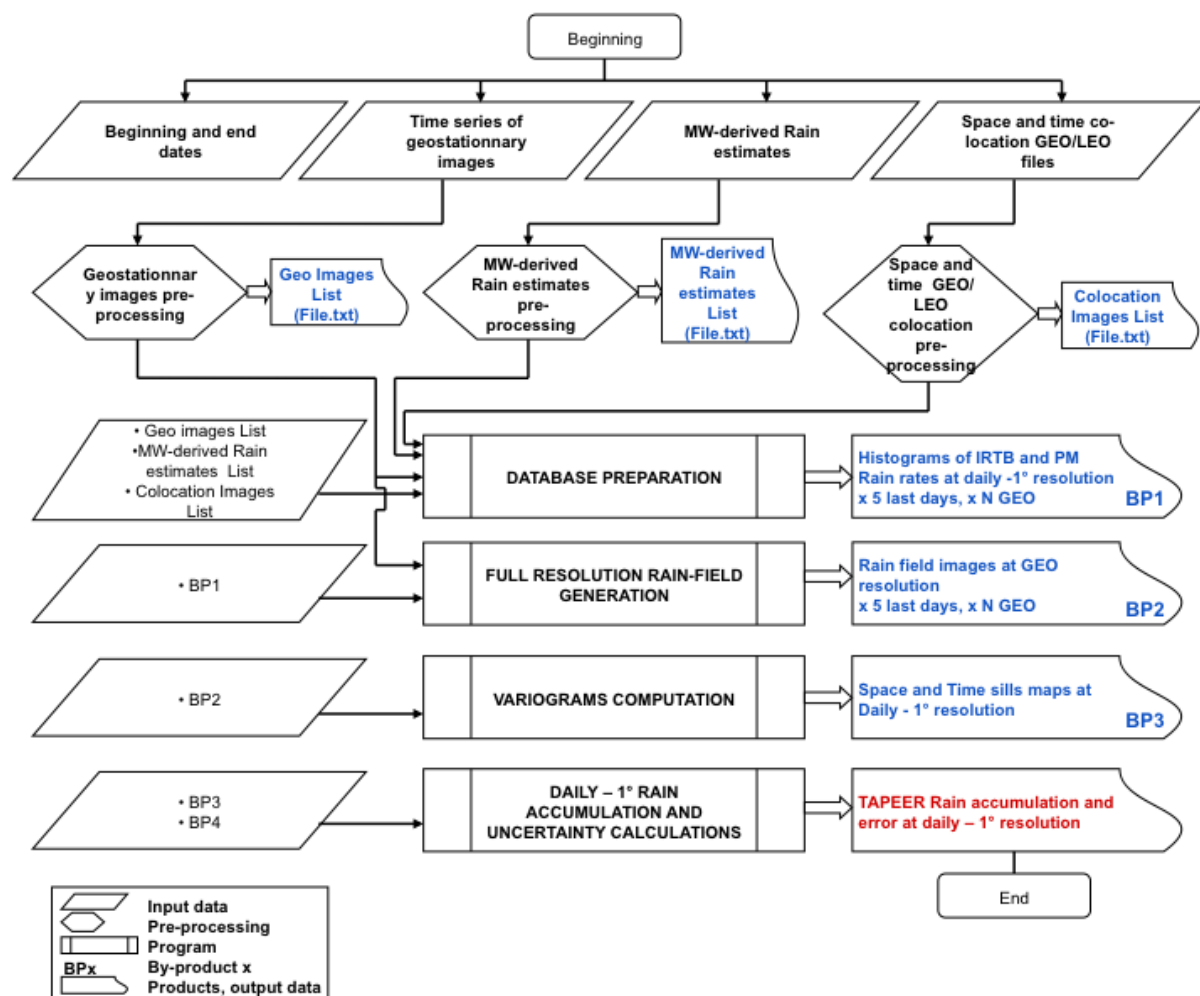 Beginning
Beginning and end
dates
Time series of
geostationnary
images
MW-derived Rain
estimates
Space and time co-
location GEO/LEO
files
Geostationnar
y images pre-
processing
Geo Images
List
(File.txt)
MW-derived
Rain estimates
pre-
processing
MW-derived
Rain
estimates
List
(File.txt)
Space and
time GEO/
LEO
colocation
pre-
processing
Colocation
Images List
(File.txt)
• Geo images List
•MW-derived Rain
estimates List
• Colocation Images
List
DATABASE PREPARATION
Histograms of IRTB and PM
Rain rates at daily -1° resolution
x 5 last days, x N GEO
BP1
• BP1
FULL RESOLUTION RAIN-FIELD
GENERATION
Rain field images at GEO
resolution
x 5 last days, x N GEO
BP2
• BP2
VARIOGRAMS COMPUTATION
Space and Time sills maps at
Daily - 1° resolution
BP3
• BP3
• BP4
DAILY – 1° RAIN
ACCUMULATION AND
UNCERTAINTY CALCULATIONS
TAPEER Rain accumulation and
error at daily – 1° resolution
End
Input data
Pre-processing
Program
BPx By-product x
Products, output data